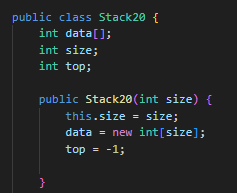 public class Stack20 {
    int data[];
    int size;
    int top;

    public Stack20(int size) {
        this.size = size;
        data = new int[size];
        top = -1;

    }